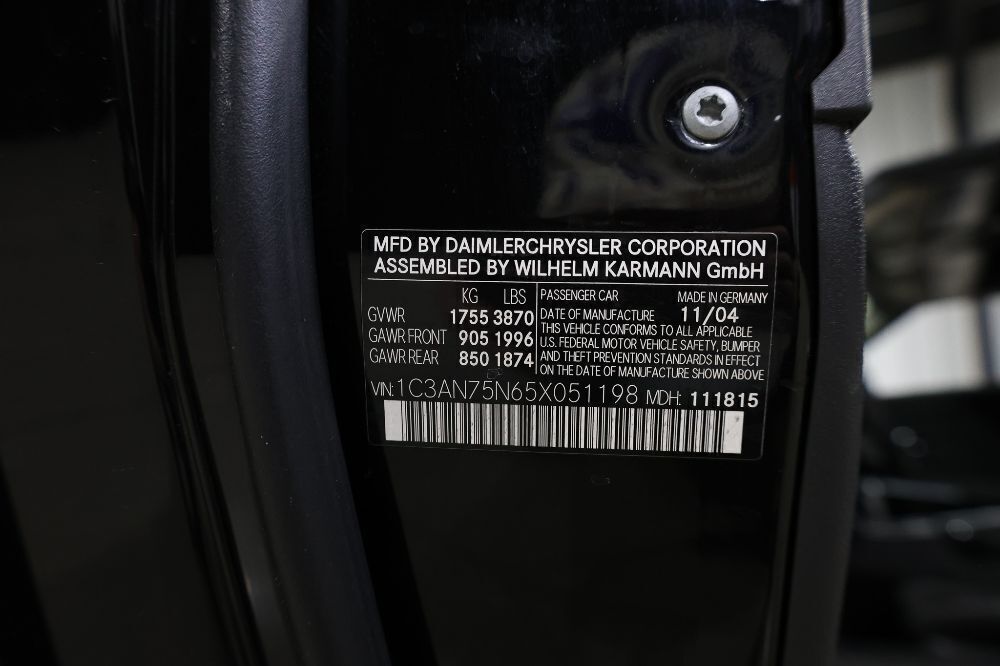 MFD BY DAIMLERCHRYSLER CORPORATION
ASSEMBLED BY WILHELM KARMANN GmbH
KG LBS
GVWR 1755 3870
GAWR FRONT 905 1996
GAWR REAR 850 1874
PASSENGER CAR MADE IN GERMANY
DATE OF MANUFACTURE 11/04
THIS VEHICLE CONFORMS TO ALL APPLICABLE
U.S. FEDERAL MOTOR VEHICLE SAFETY, BUMPER
AND THEFT PREVENTION STANDARDS IN EFFECT
ON THE DATE OF MANUFACTURE SHOWN ABOVE
VIN: 1C3AN75N65X051198 MDH: 111815